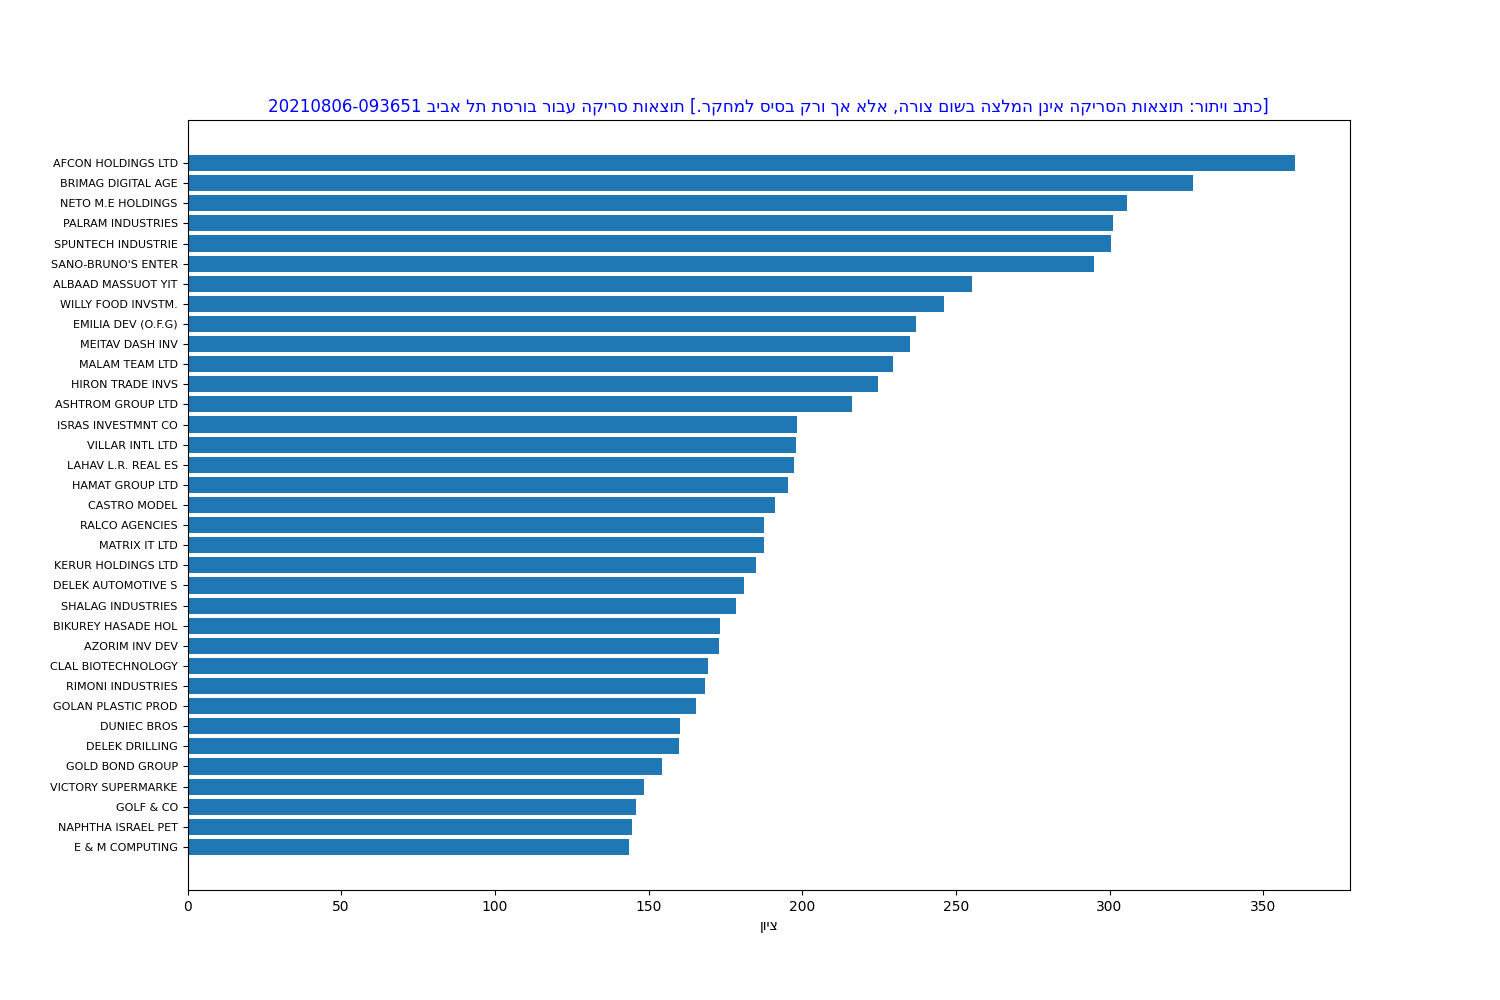 [כתב ויתור: תוצאות הסריקה אינן המלצה בשום צורה, אלא אך ורק בסיס למחקר.] תוצאות סריקה עבור בורסת תל אביב 20210806-093651
AFCON HOLDINGS LTD
BRIMAG DIGITAL AGE
NETO M.E HOLDINGS
PALRAM INDUSTRIES
SPUNTECH INDUSTRIE
SANO-BRUNO'S ENTER
ALBAAD MASSUOT YIT
WILLY FOOD INVSTM.
EMILIA DEV (O.F.G)
MEITAV DASH INV
MALAM TEAM LTD
HIRON TRADE INVS
ASHTROM GROUP LTD
ISRAS INVESTMNT CO
VILLAR INTL LTD
LAHAV L.R. REAL ES
HAMAT GROUP LTD
CASTRO MODEL
RALCO AGENCIES
MATRIX IT LTD
KERUR HOLDINGS LTD
DELEK AUTOMOTIVE S
SHALAG INDUSTRIES
BIKUREY HASADE HOL
AZORIM INV DEV
CLAL BIOTECHNOLOGY
RIMONI INDUSTRIES
GOLAN PLASTIC PROD
DUNIEC BROS
DELEK DRILLING
GOLD BOND GROUP
VICTORY SUPERMARKE
GOLF & CO
NAPHTHA ISRAEL PET
E & M COMPUTING
0 50 100 150 200 250 300 350
ציון